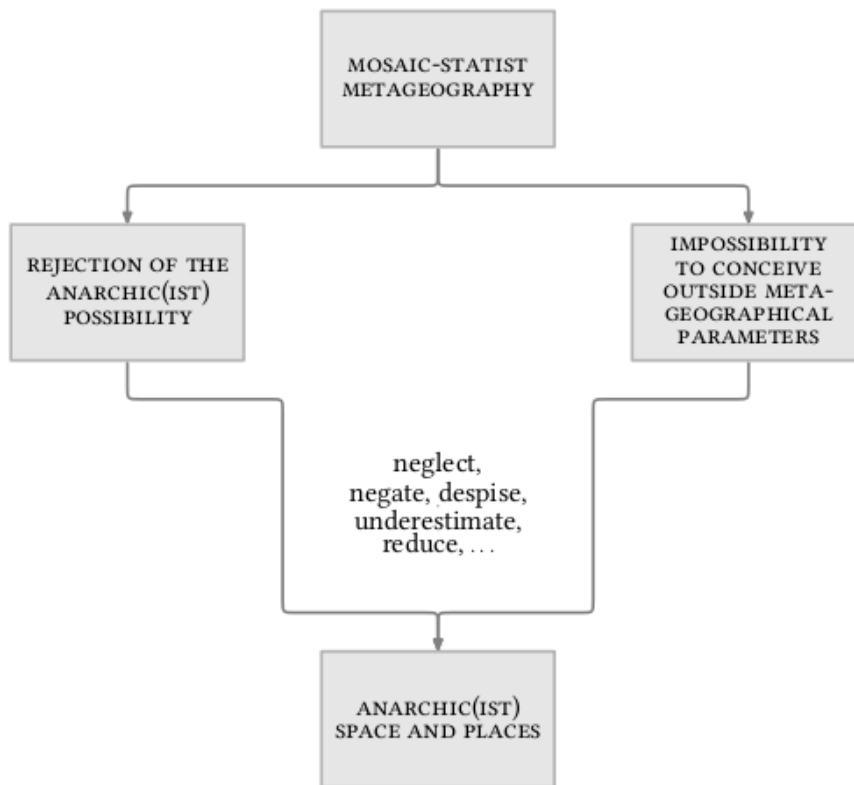 MOSAIC-STATIST
METAGEOGRAPHY
REJECTION OF THE
ANARCHIC(IST)
POSSIBILITY
IMPOSSIBILITY
TO CONCEIVE
OUTSIDE META-
GEOGRAPHICAL
PARAMETERS
neglect,
negate, despise,
underestimate,
reduce, ...
ANARCHIC(IST)
SPACE AND PLACES